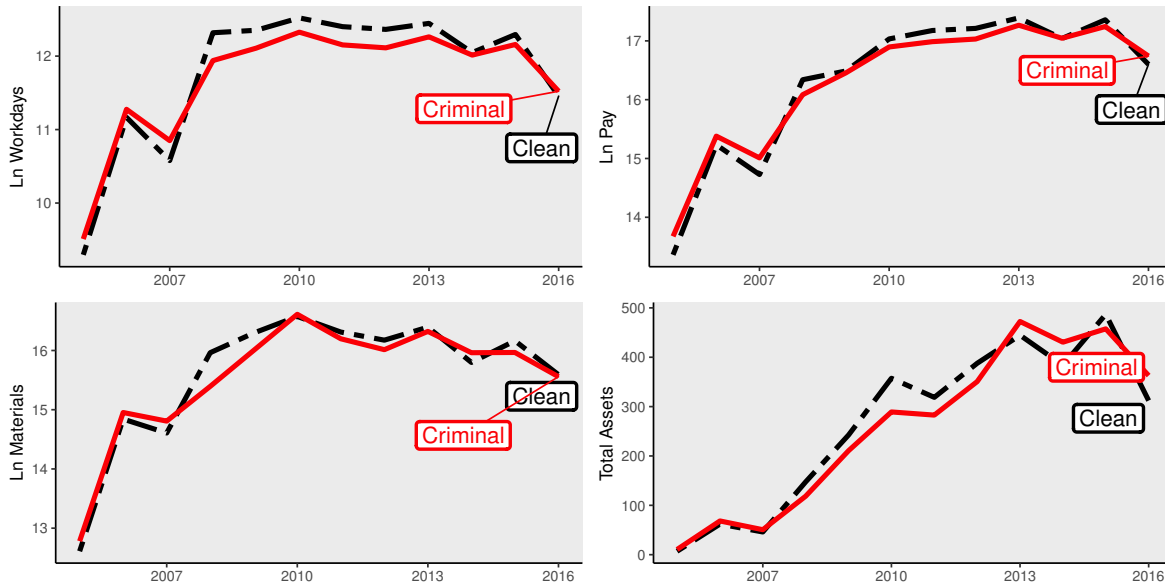 Ln Workdays
12
11
10
Criminal
Clean
2007
2010
2013
2016
Ln Pay
17
16
15
14
Criminal
Clean
2007
2010
2013
2016
Ln Materials
16
15
14
13
Clean
Criminal
2007
2010
2013
2016
Total Assets
500
400
300
200
100
0
Criminal
Clean
2007
2010
2013
2016